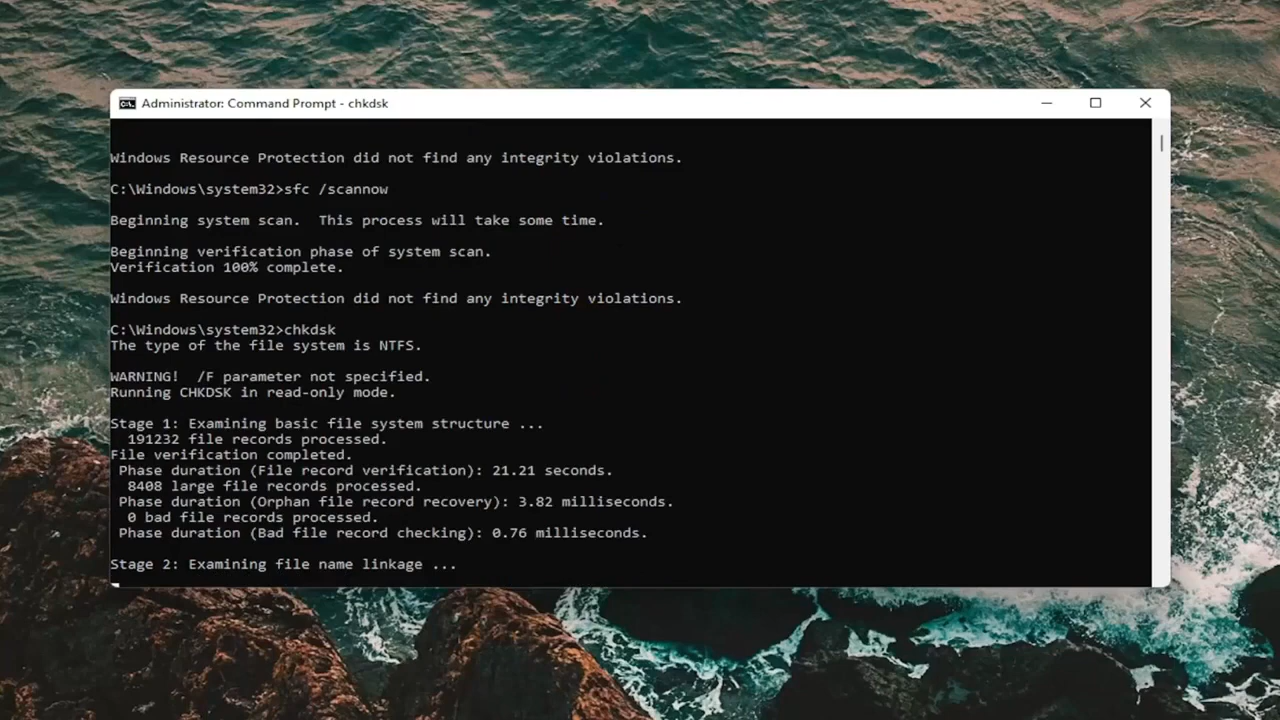 Administrator: Command Prompt - chkdsk
Windows Resource Protection did not find any integrity violations.
C:\Windows\system32>sfc /scannow
Beginning system scan.  This process will take some time.
Beginning verification phase of system scan.
Verification 100% complete.
Windows Resource Protection did not find any integrity violations.
C:\Windows\system32>chkdsk
The type of the file system is NTFS.
WARNING!  /F parameter not specified.
Running CHKDSK in read-only mode.
Stage 1: Examining basic file system structure ...
191232 file records processed.
File verification completed.
Phase duration (File record verification): 21.21 seconds.
8408 large file records processed.
Phase duration (Orphan file record recovery): 3.82 milliseconds.
0 bad file records processed.
Phase duration (Bad file record checking): 0.76 milliseconds.
Stage 2: Examining file name linkage ...